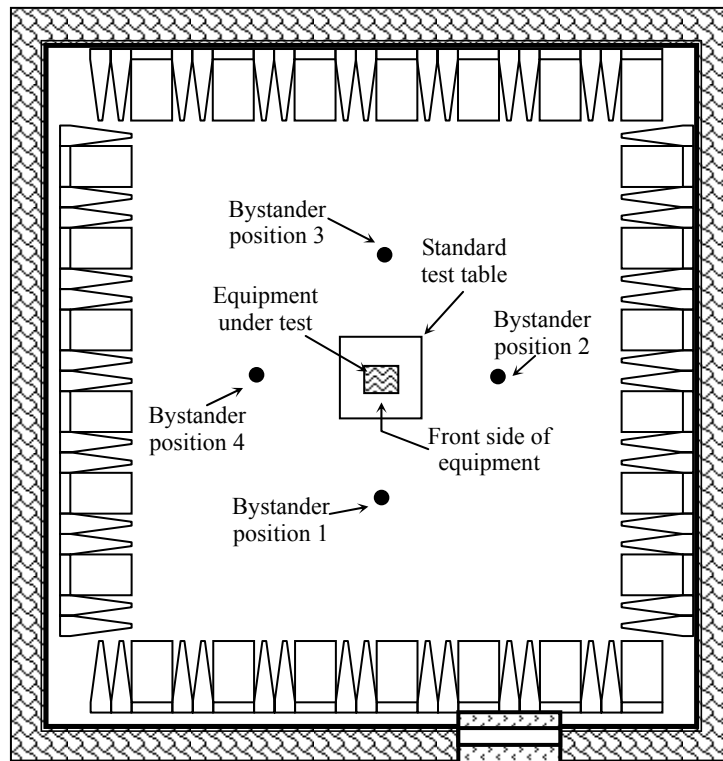 Bystander
position 3
Standard
test table
Equipment
under test
Bystander
position 2
Bystander
position 4
Front side of
equipment
Bystander
position 1